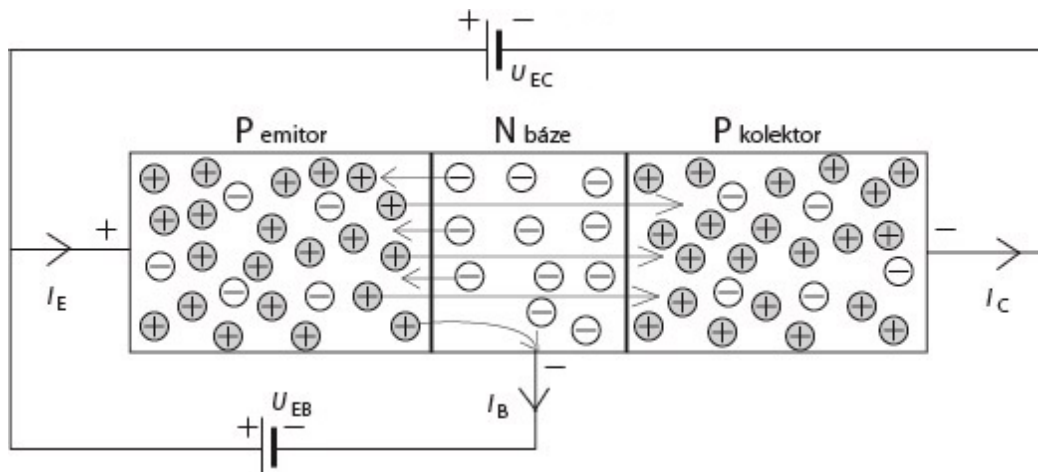 + −
U EC
P emitor N báze P kolektor
+ −
I E I C
−
U EB I B
+ −